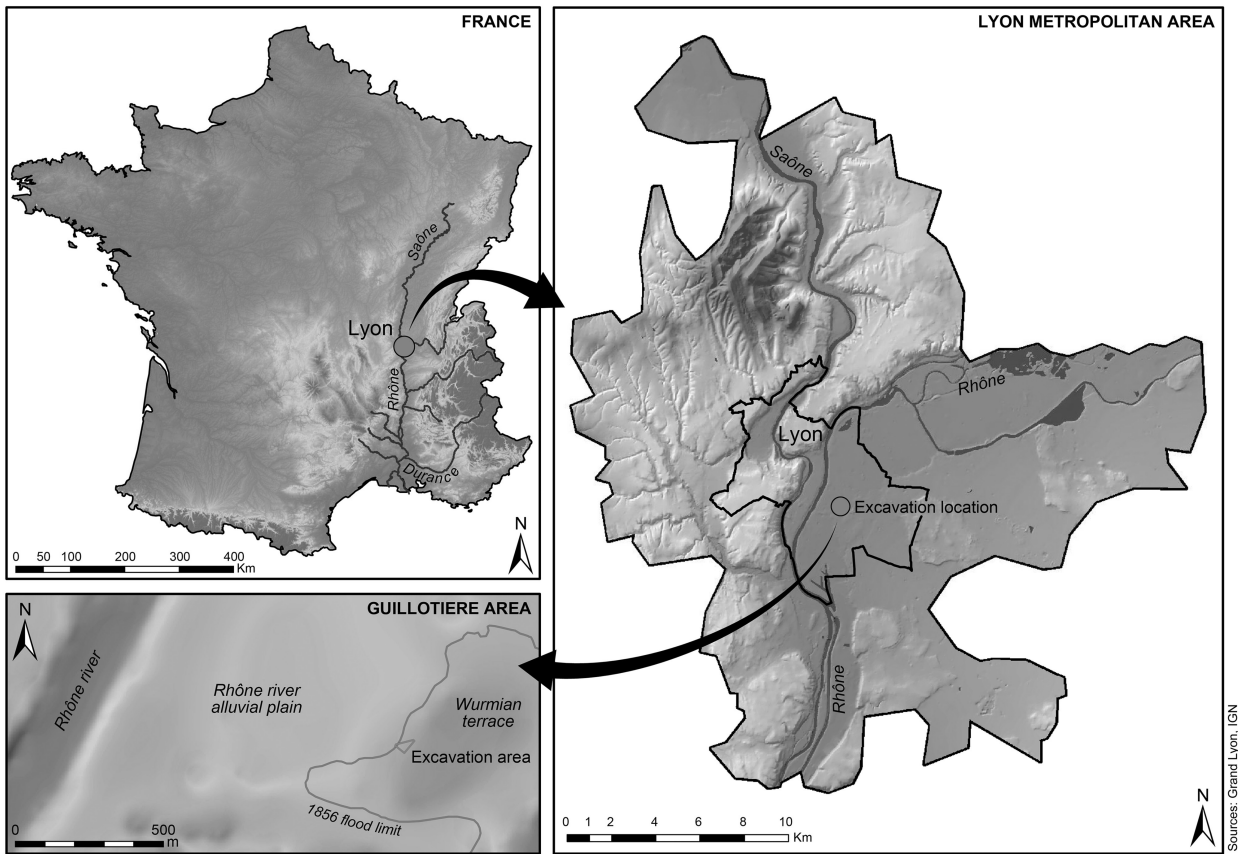 FRANCE
Saône
Lyon
Rhône
Durance
N
0 50 100 200 300 400
Km
LYON METROPOLITAN AREA
Saône
Rhône
Lyon
Excavation location
Rhône
N
0 1 2 4 6 8 10
Km
Sources: Grand Lyon, IGN
GUILLOTIERE AREA
N
Rhône river
Rhône river
alluvial plain
Wurmian
terrace
Excavation area
1856 flood limit
0 500
m